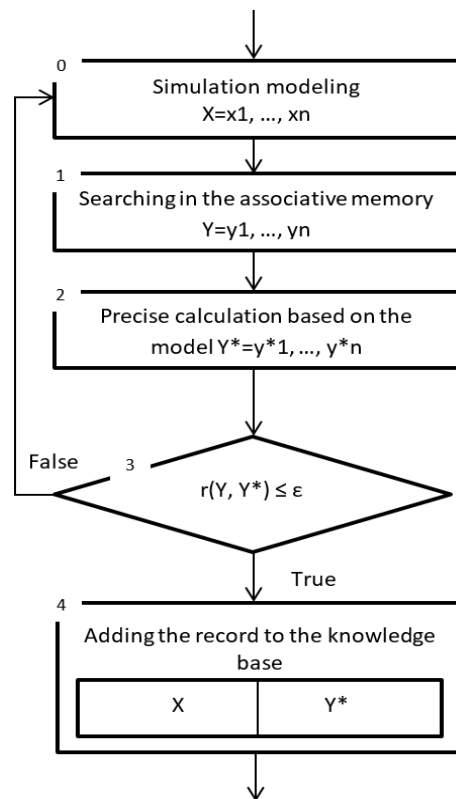 0
Simulation modeling
X=x1, ..., xn
1
Searching in the associative memory
Y=y1, ..., yn
2
Precise calculation based on the
model Y*=y*1, ..., y*n
False
3
r(Y, Y*) ≤ ε
True
4
Adding the record to the knowledge
base
X Y*